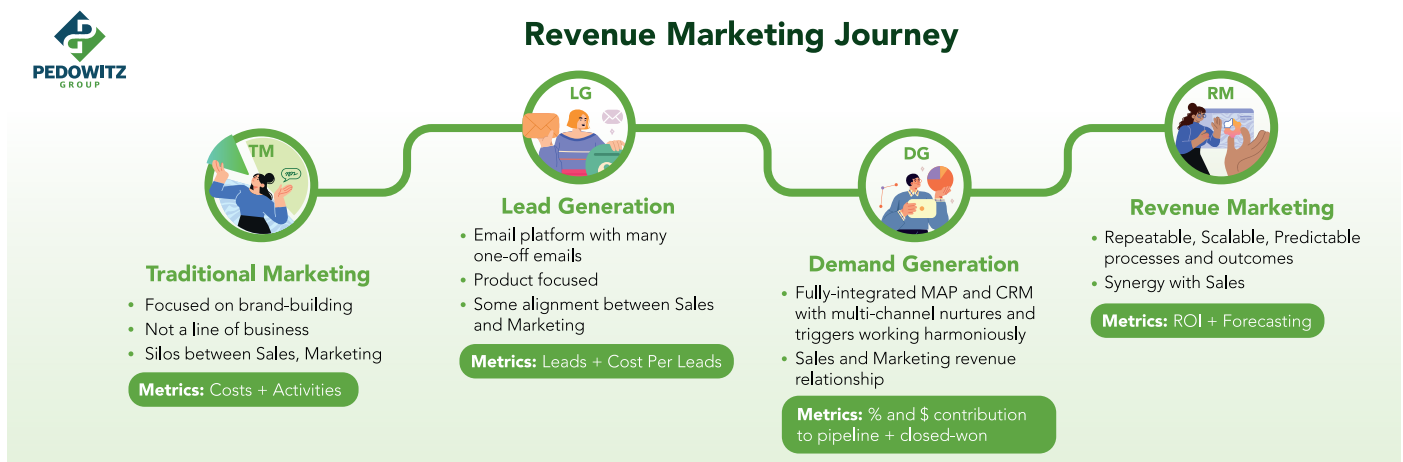 PEDOWITZ
GROUP
Revenue Marketing Journey
TM
Traditional Marketing
• Focused on brand-building
• Not a line of business
• Silos between Sales, Marketing
Metrics: Costs + Activities
LG
Lead Generation
• Email platform with many
one-off emails
• Product focused
• Some alignment between Sales
and Marketing
Metrics: Leads + Cost Per Leads
DG
Demand Generation
• Fully-integrated MAP and CRM
with multi-channel nurtures and
triggers working harmoniously
• Sales and Marketing revenue
relationship
Metrics: % and $ contribution
to pipeline + closed-won
RM
Revenue Marketing
• Repeatable, Scalable, Predictable
processes and outcomes
• Synergy with Sales
Metrics: ROI + Forecasting